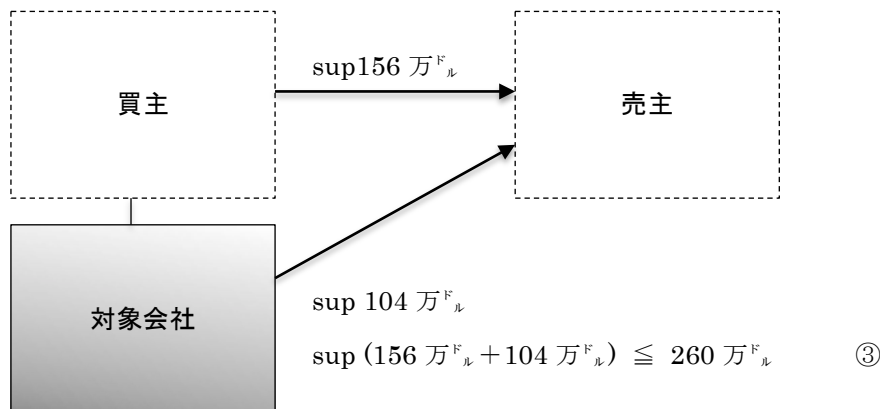 sup156 万㌦
買主
売主
対象会社
sup 104 万㌦
sup (156 万㌦+104 万㌦) ≦ 260 万㌦ ③